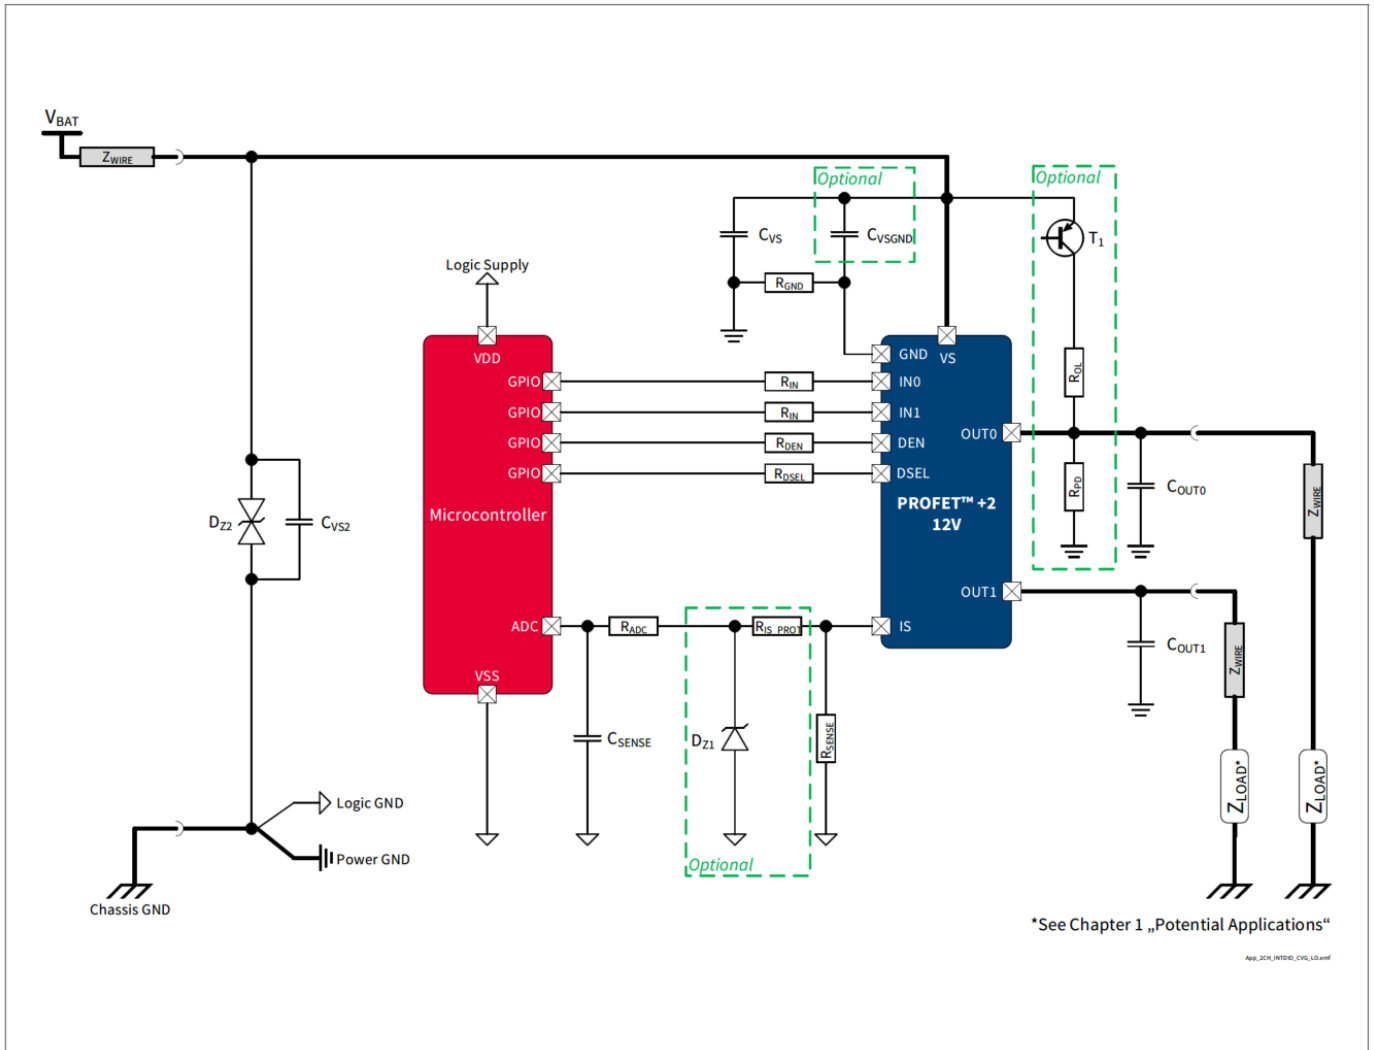 VBAT
ZWIRE
Optional
Optional
CVS
CVSGND
T1
Logic Supply
RGND
VDD
GND
VS
GPIO
RIN
IN0
ROL
GPIO
RIN
IN1
OUT0
GPIO
RDEN
DEN
GPIO
RDSEL
DSEL
RPD
COUT0
ZWIRE
Microcontroller
PROFET™ +2
12V
DZ2
CVS2
OUT1
ADC
RADC
RIS_PROT
IS
COUT1
ZWIRE
VSS
CSENSE
DZ1
RSENSE
ZLOAD*
ZLOAD*
Logic GND
Power GND
Optional
Chassis GND
*See Chapter 1 „Potential Applications“
App_2CH_INTDIO_CVG_LO.emf